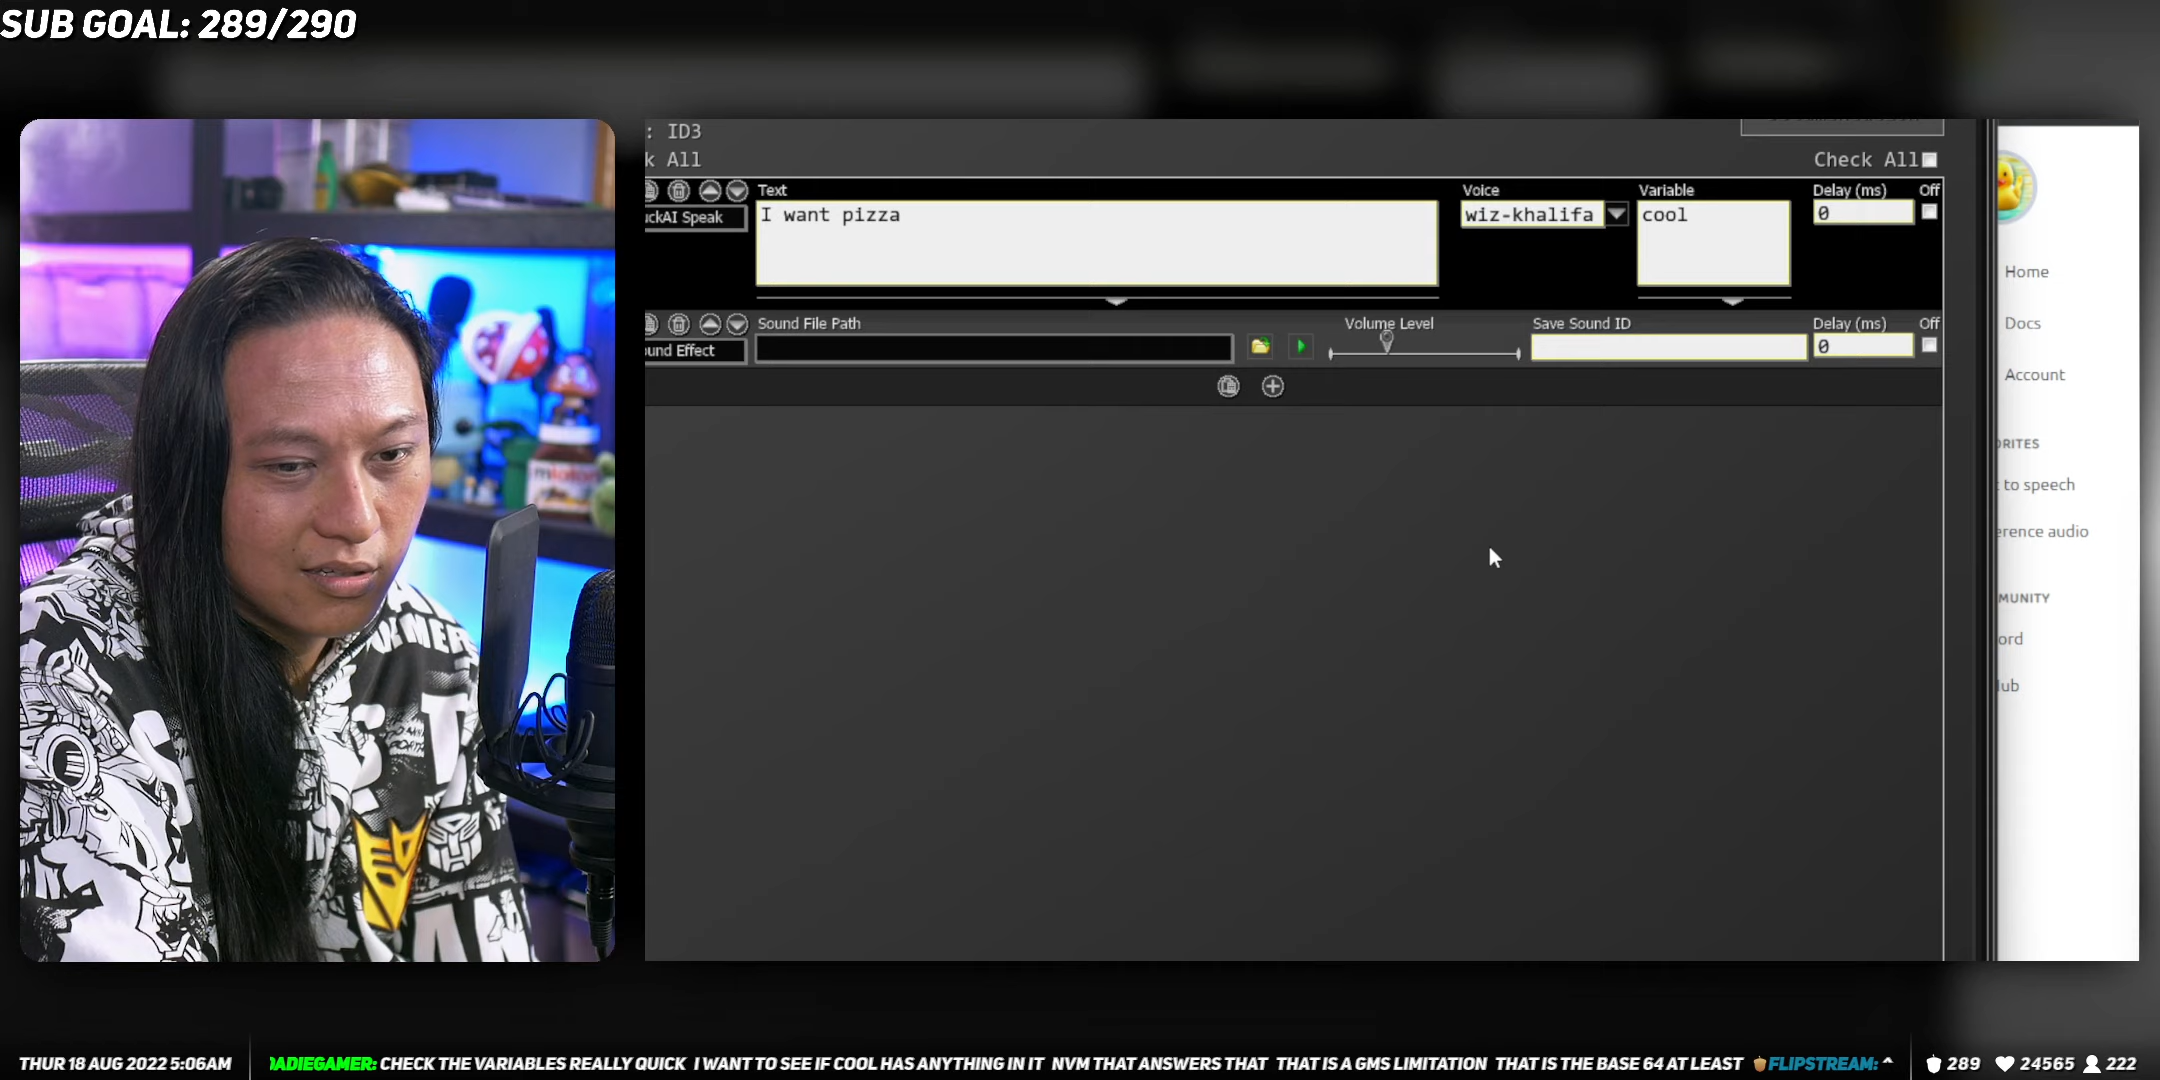 SUB GOAL: 289/290
: ID3
k All
Check All
Text
Voice
Variable
Delay (ms)
Off
uckAI Speak
I want pizza
wiz-khalifa
cool
0
Sound File Path
Volume Level
Save Sound ID
Delay (ms)
Off
und Effect
0
Home
Docs
Account
ORITES
t to speech
erence audio
MUNITY
ord
lub
THUR 18 AUG 2022 5:06AM
RADIEGAMER: CHECK THE VARIABLES REALLY QUICK I WANT TO SEE IF COOL HAS ANYTHING IN IT NVM THAT ANSWERS THAT THAT IS A GMS LIMITATION THAT IS THE BASE 64 AT LEAST FLIPSTREAM: ^
289 24565 222